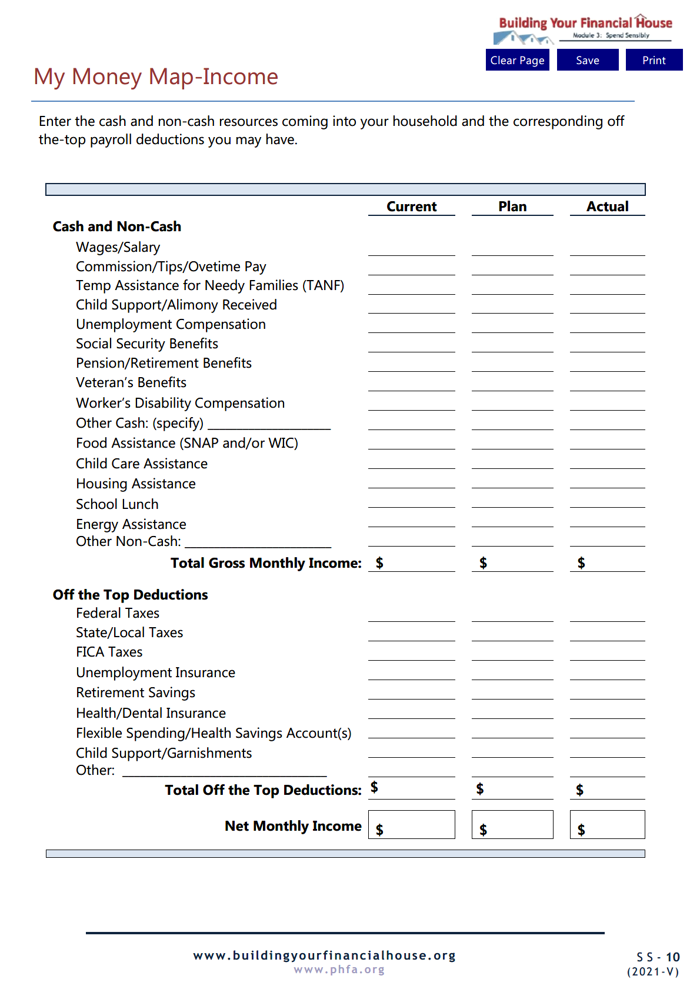 Building Your Financial House
Module 3: Spend Sensibly
Clear Page Save Print
My Money Map-Income
Enter the cash and non-cash resources coming into your household and the corresponding off
the-top payroll deductions you may have.
Current Plan Actual
Cash and Non-Cash
Wages/Salary
Commission/Tips/Ovetime Pay
Temp Assistance for Needy Families (TANF)
Child Support/Alimony Received
Unemployment Compensation
Social Security Benefits
Pension/Retirement Benefits
Veteran’s Benefits
Worker’s Disability Compensation
Other Cash: (specify) ___________________
Food Assistance (SNAP and/or WIC)
Child Care Assistance
Housing Assistance
School Lunch
Energy Assistance
Other Non-Cash: _______________________
Total Gross Monthly Income: $ $ $
Off the Top Deductions
Federal Taxes
State/Local Taxes
FICA Taxes
Unemployment Insurance
Retirement Savings
Health/Dental Insurance
Flexible Spending/Health Savings Account(s)
Child Support/Garnishments
Other: ________________________________
Total Off the Top Deductions: $ $ $
Net Monthly Income $ $ $
www.buildingyourfinancialhouse.org
www.phfa.org
SS- 10
(2021-V)